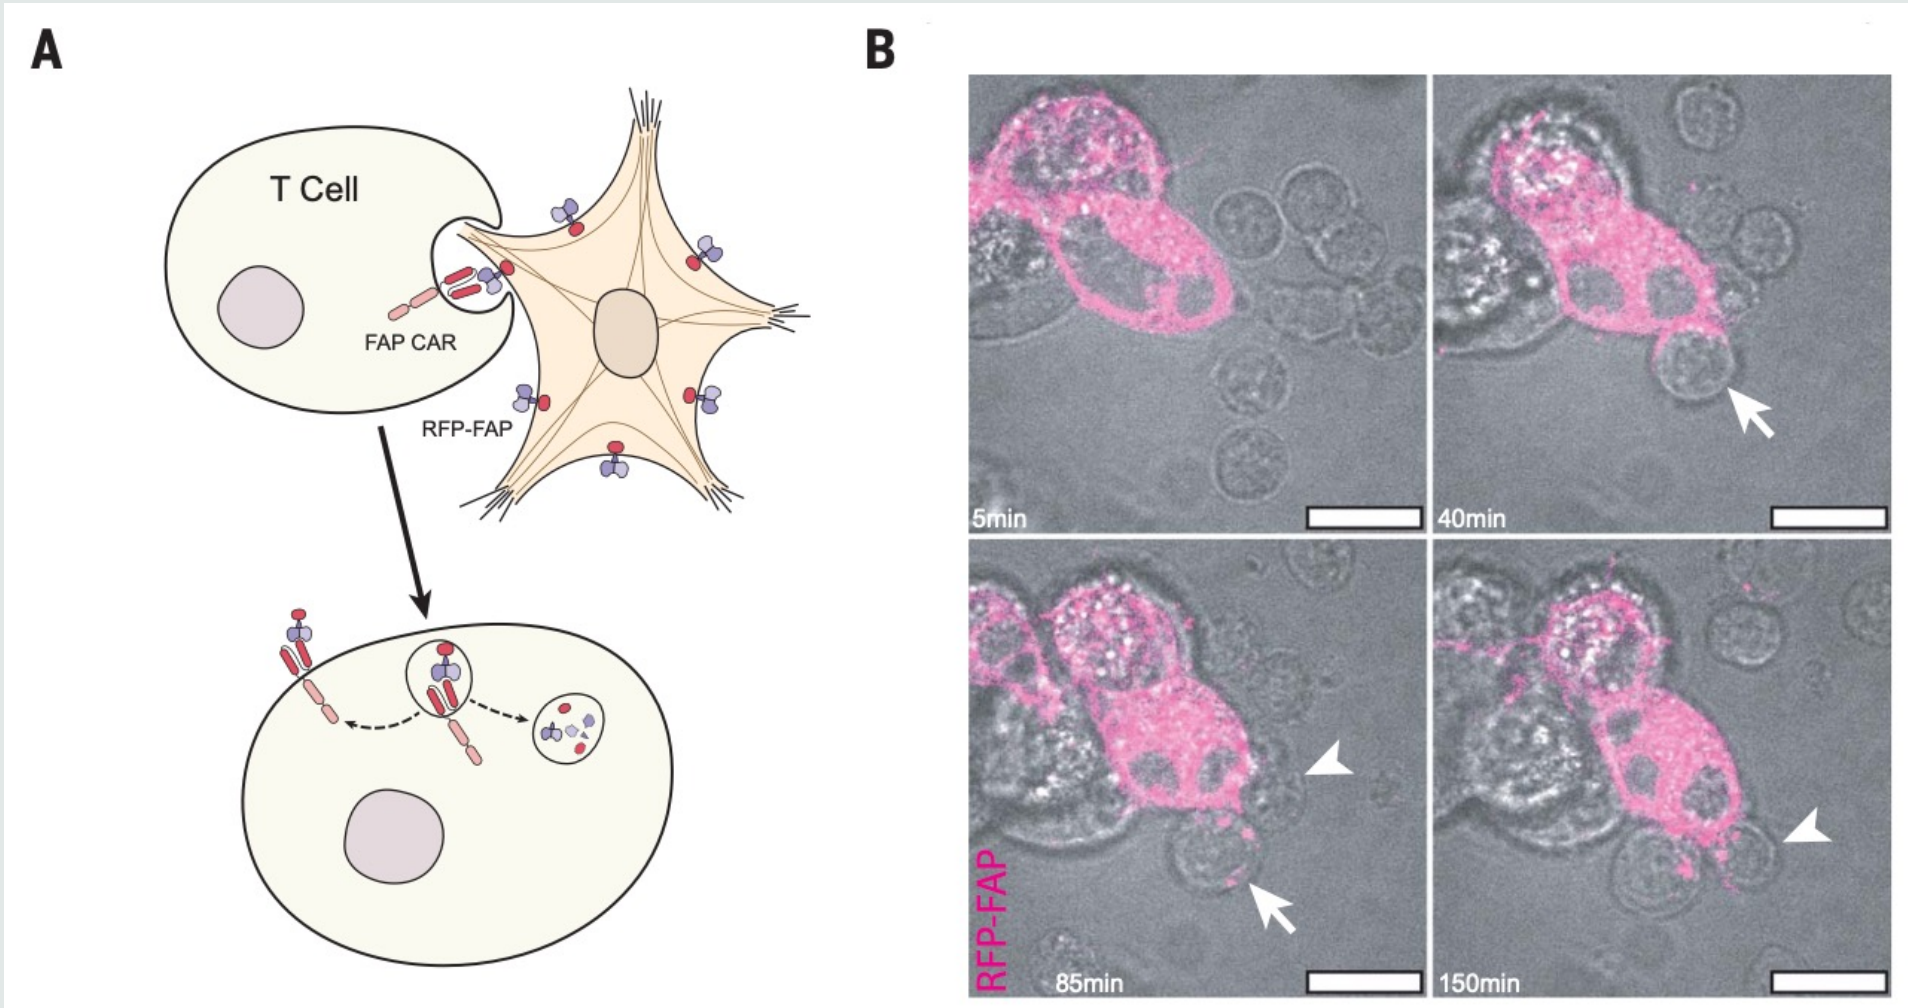 A
T Cell
FAP CAR
RFP-FAP
B
5min
40min
RFP-FAP
85min
150min